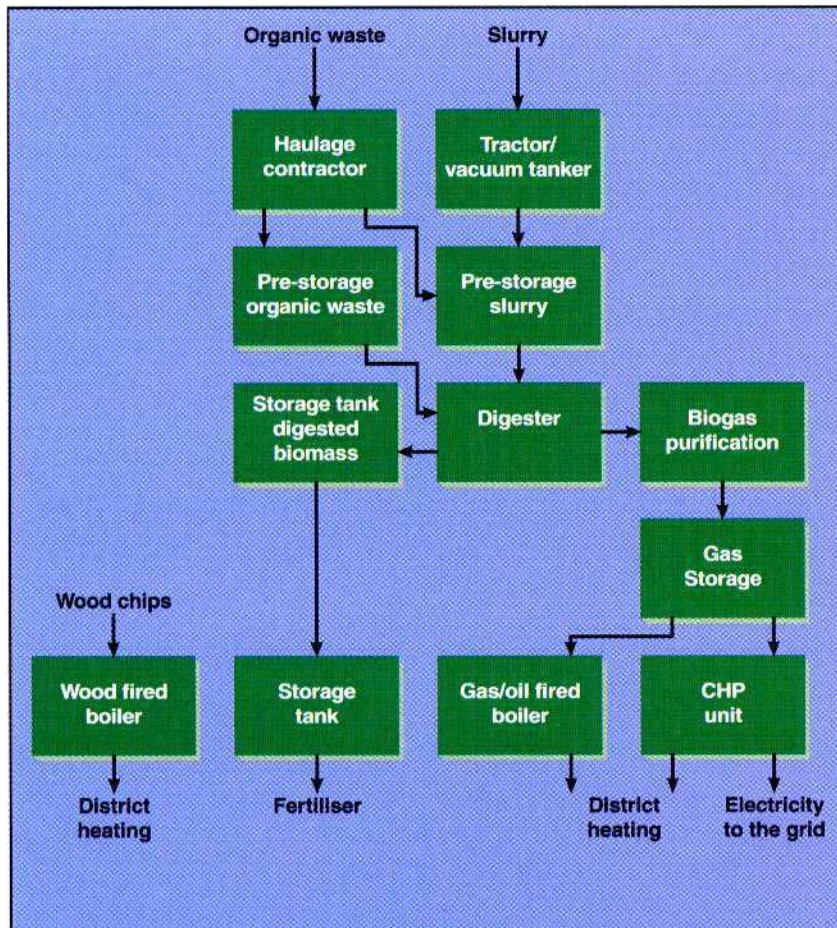 Organic waste
Slurry
Haulage
contractor
Tractor/
vacuum tanker
Pre-storage
organic waste
Pre-storage
slurry
Storage tank
digested
biomass
Digester
Biogas
purification
Gas
Storage
Wood chips
Wood fired
boiler
Storage
tank
Gas/oil fired
boiler
CHP
unit
District
heating
Fertiliser
District
heating
Electricity
to the grid